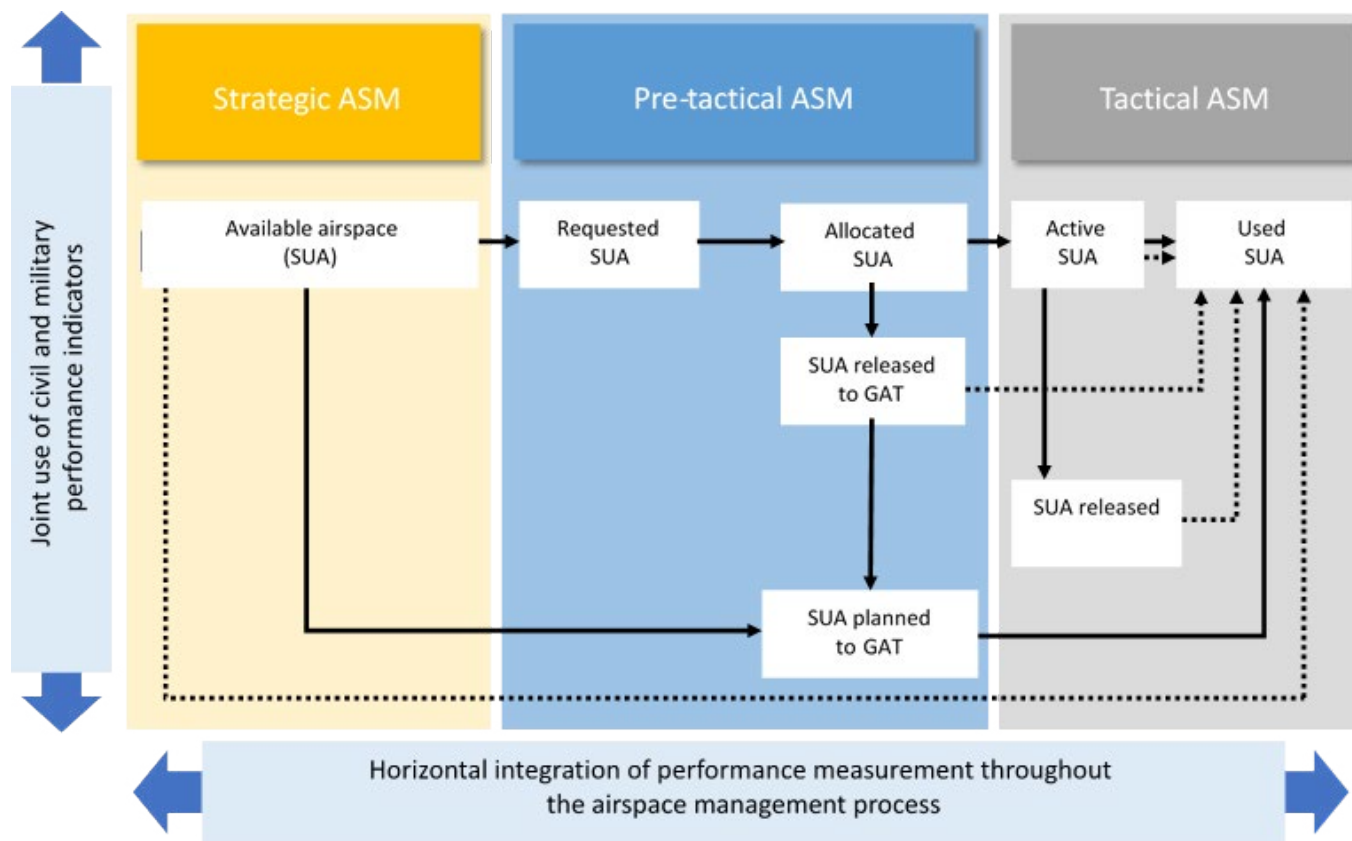 Strategic ASM
Pre-tactical ASM
Tactical ASM
Joint use of civil and military
performance indicators
Available airspace
(SUA)
Requested
SUA
Allocated
SUA
Active
SUA
Used
SUA
SUA released
to GAT
SUA released
SUA planned
to GAT
Horizontal integration of performance measurement throughout
the airspace management process